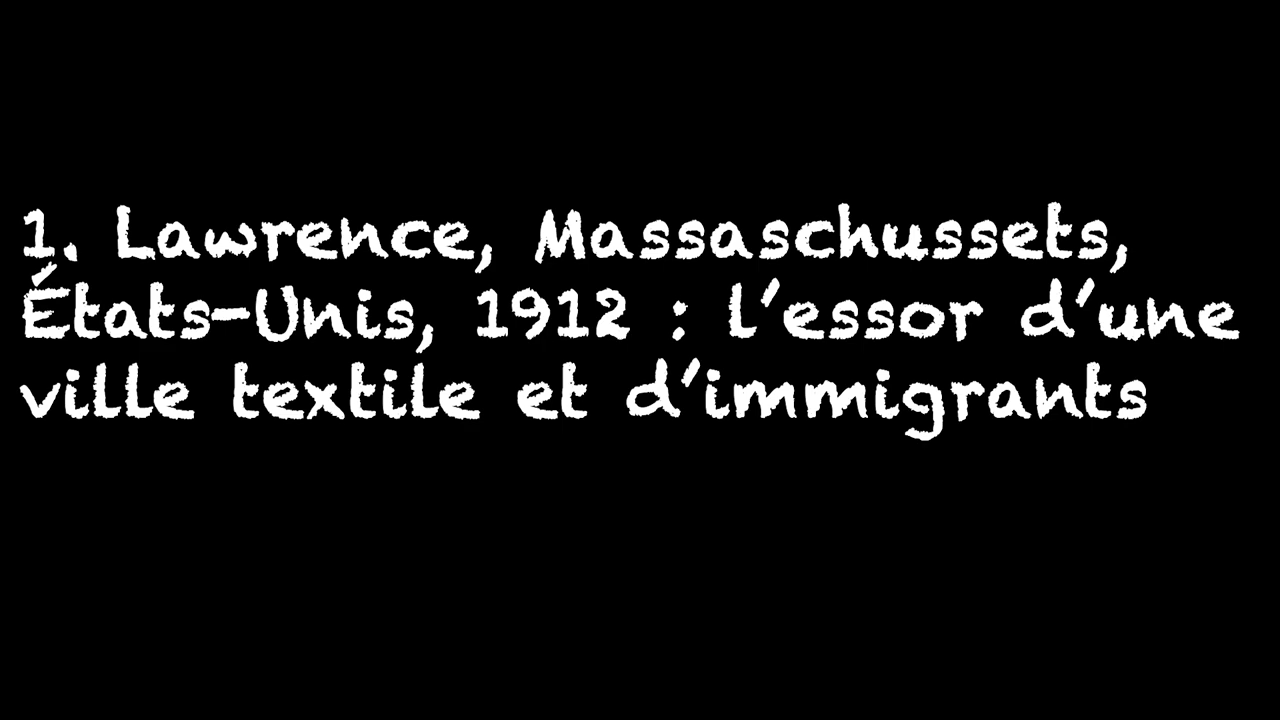 1. Lawrence, Massaschussets,
États-Unis, 1912 : l'essor d'une
ville textile et d'immigrants